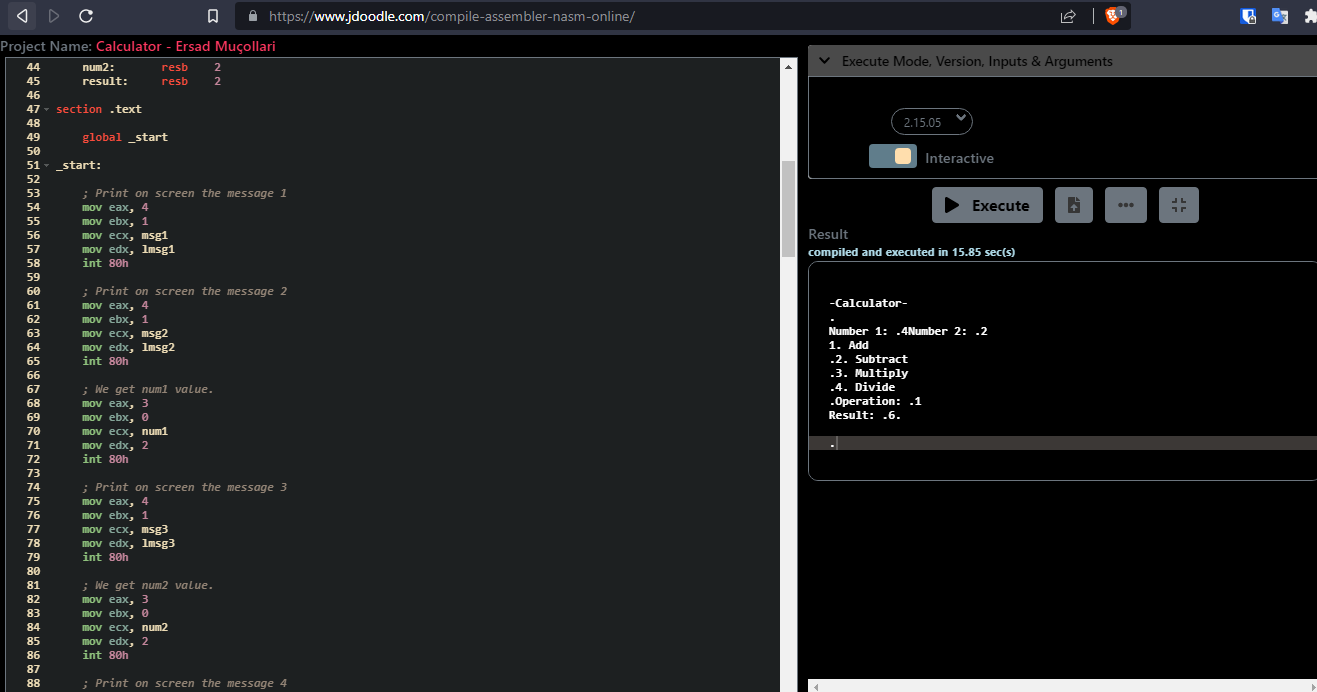 https://www.jdoodle.com/compile-assembler-nasm-online/
1
Project Name: Calculator - Ersad Muçollari
44 num2: resb 2
45 result: resb 2
46
47 section .text
48
49 global _start
50
51 _start:
52
53 ; Print on screen the message 1
54 mov eax, 4
55 mov ebx, 1
56 mov ecx, msg1
57 mov edx, lmsg1
58 int 80h
59
60 ; Print on screen the message 2
61 mov eax, 4
62 mov ebx, 1
63 mov ecx, msg2
64 mov edx, lmsg2
65 int 80h
66
67 ; We get num1 value.
68 mov eax, 3
69 mov ebx, 0
70 mov ecx, num1
71 mov edx, 2
72 int 80h
73
74 ; Print on screen the message 3
75 mov eax, 4
76 mov ebx, 1
77 mov ecx, msg3
78 mov edx, lmsg3
79 int 80h
80
81 ; We get num2 value.
82 mov eax, 3
83 mov ebx, 0
84 mov ecx, num2
85 mov edx, 2
86 int 80h
87
88 ; Print on screen the message 4
Execute Mode, Version, Inputs & Arguments
2.15.05
Interactive
Execute
Result
compiled and executed in 15.85 sec(s)
-Calculator-
.
Number 1: .4Number 2: .2
1. Add
.2. Subtract
.3. Multiply
.4. Divide
.Operation: .1
Result: .6.
.